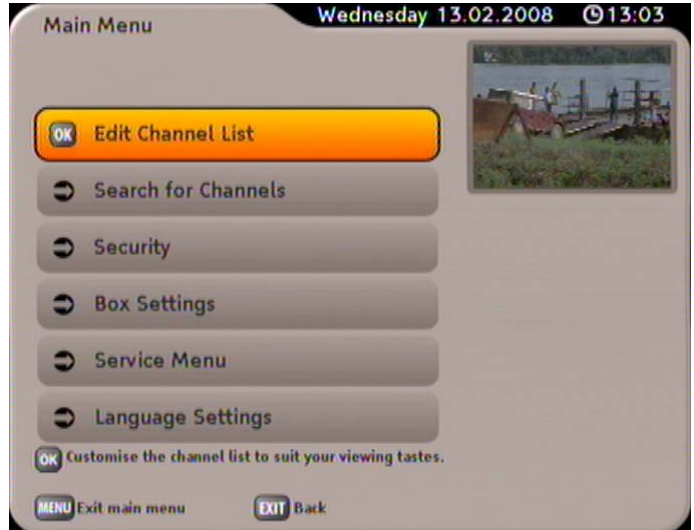 Main Menu
Wednesday 13.02.2008 13:03
OK Edit Channel List
Search for Channels
Security
Box Settings
Service Menu
Language Settings
OK Customise the channel list to suit your viewing tastes.
MENU Exit main menu EXIT Back